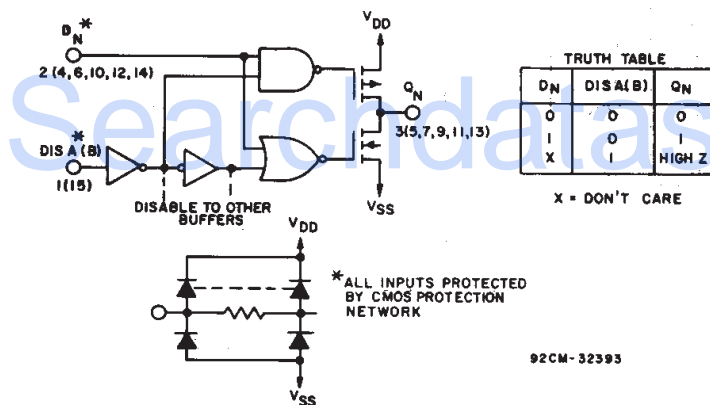 DN*
2 (4,6,10,12,14)
*
DIS A (B)
1 (15)
DISABLE TO OTHER
BUFFERS
VDD
QN
3(5,7,9,11,13)
VSS
TRUTH TABLE
DN DIS A(B) QN
0 0 0
1 0 1
X 1 HIGH Z
X = DON'T CARE
VDD
*ALL INPUTS PROTECTED
BY CMOS PROTECTION
NETWORK
VSS
92CM-32393
Searchdatas